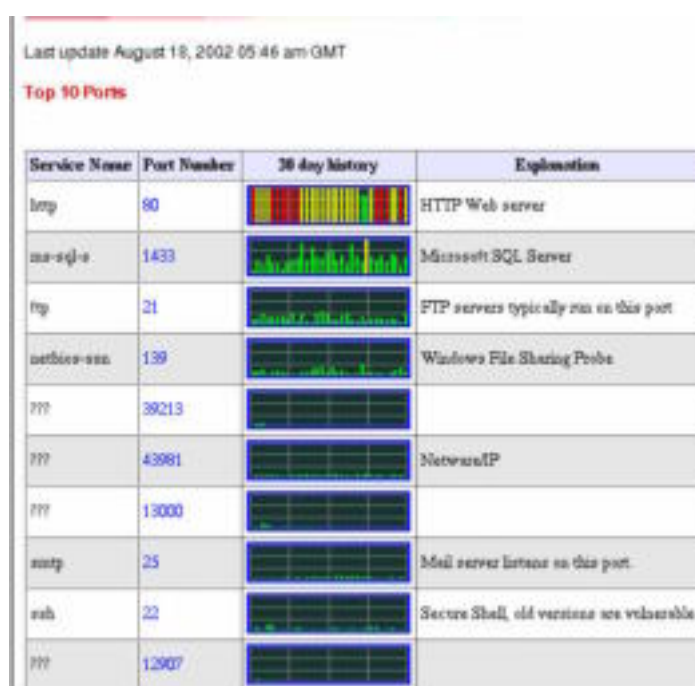 Last update August 18, 2002 05:46 am GMT
Top 10 Ports
Service Name Port Number 30 day history Explanation
http 80 HTTP Web server
ms-sql-s 1433 Microsoft SQL Server
ftp 21 FTP servers typically run on this port
netbios-ssn 139 Windows File Sharing Probe
??? 39213
??? 43981 Netware/IP
??? 13000
smtp 25 Mail server listens on this port.
ssh 22 Secure Shell, old versions are vulnerable
??? 12907